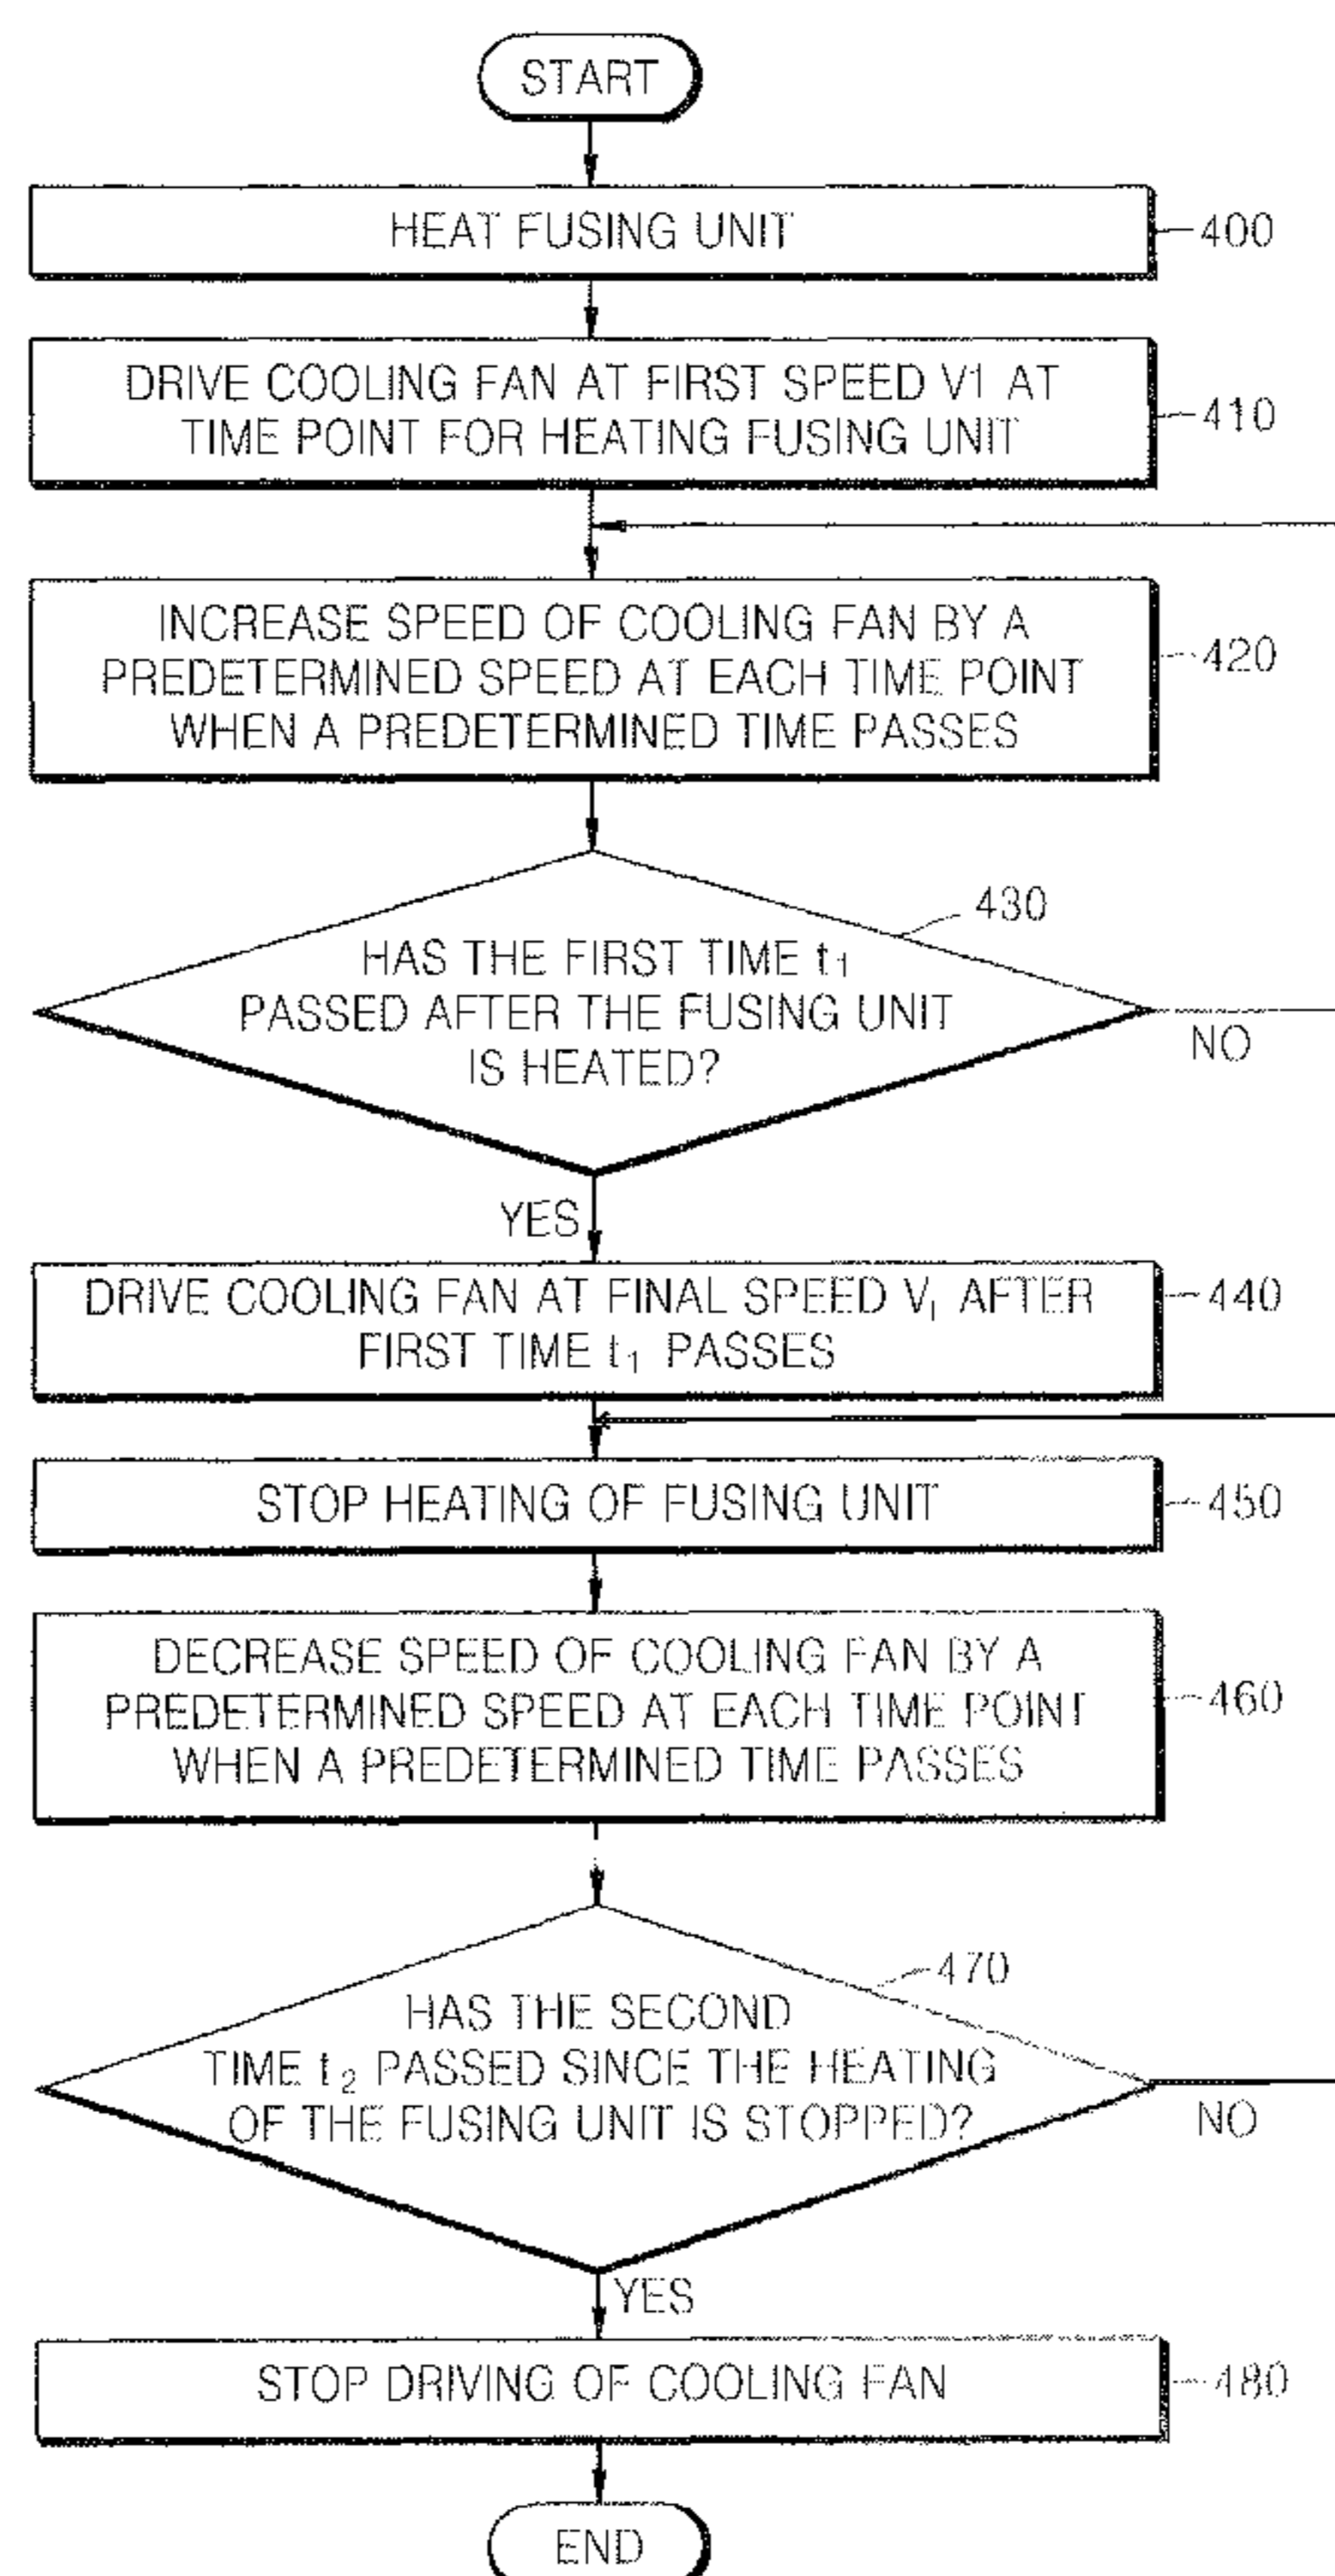 START
HEAT FUSING UNIT
400
DRIVE COOLING FAN AT FIRST SPEED V1 AT
TIME POINT FOR HEATING FUSING UNIT
410
INCREASE SPEED OF COOLING FAN BY A
PREDETERMINED SPEED AT EACH TIME POINT
WHEN A PREDETERMINED TIME PASSES
420
430
HAS THE FIRST TIME t1
PASSED AFTER THE FUSING UNIT
IS HEATED?
NO
YES
DRIVE COOLING FAN AT FINAL SPEED V AFTER
FIRST TIME t1 PASSES
440
STOP HEATING OF FUSING UNIT
450
DECREASE SPEED OF COOLING FAN BY A
PREDETERMINED SPEED AT EACH TIME POINT
WHEN A PREDETERMINED TIME PASSES
460
470
HAS THE SECOND
TIME t2 PASSED SINCE THE HEATING
OF THE FUSING UNIT IS STOPPED?
NO
YES
STOP DRIVING OF COOLING FAN
480
END